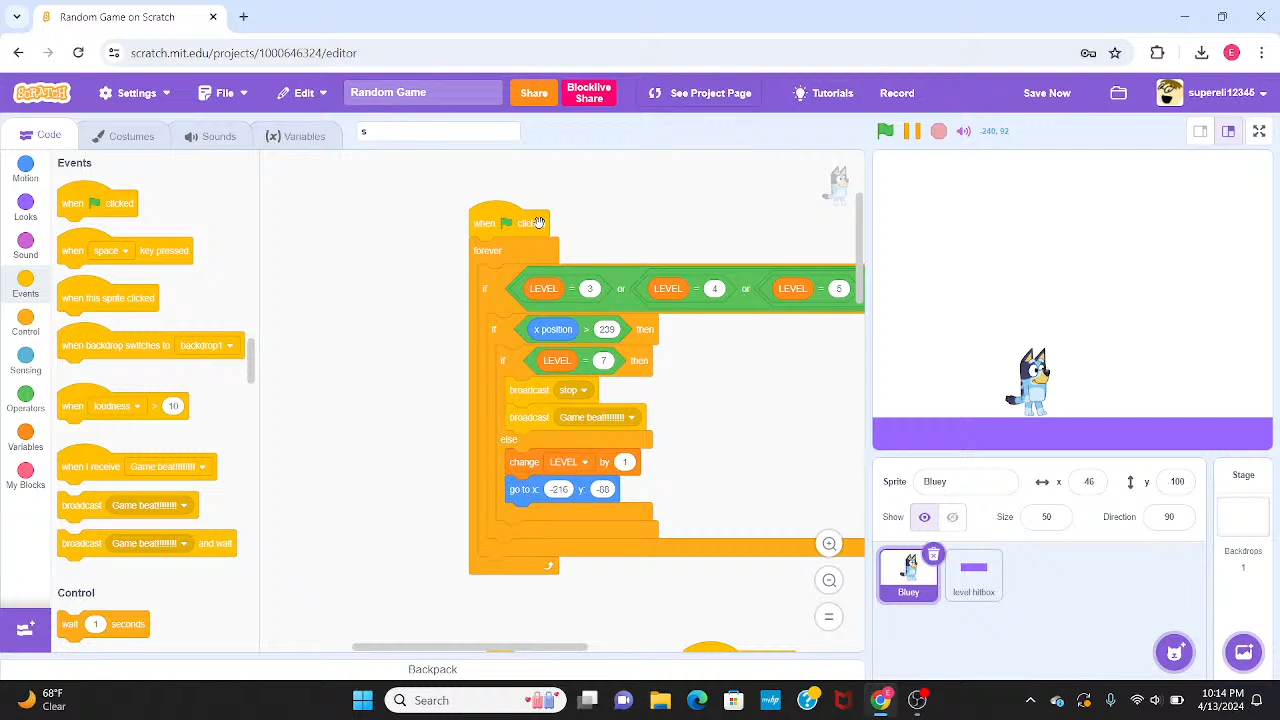 Random Game on Scratch
scratch.mit.edu/projects/1000646324/editor
E
SCRATCH Settings File Edit Random Game Share Blocklive Share See Project Page Tutorials Record Save Now supereli12345
Code Costumes Sounds (x) Variables s -240, 92
Motion
Looks
Sound
Events
Control
Sensing
Operators
Variables
My Blocks
Events
when clicked
when space key pressed
when this sprite clicked
when backdrop switches to backdrop1
when loudness > 10
when I receive Game beat!!!!!!!!!
broadcast Game beat!!!!!!!!!
broadcast Game beat!!!!!!!!! and wait
Control
wait 1 seconds
when
forever
if LEVEL = 3 or LEVEL = 4 or LEVEL = 5
if x position > 239 then
if LEVEL = 7 then
broadcast stop
broadcast Game beat!!!!!!!!!
else
change LEVEL by 1
go to x: -216 y: -88
Backpack
Sprite Bluey x 46 y -100
Show Size 50 Direction 90
Bluey
level hitbox
Stage
Backdrops
1
68°F
Clear
Search
10:14 PM
4/13/2024